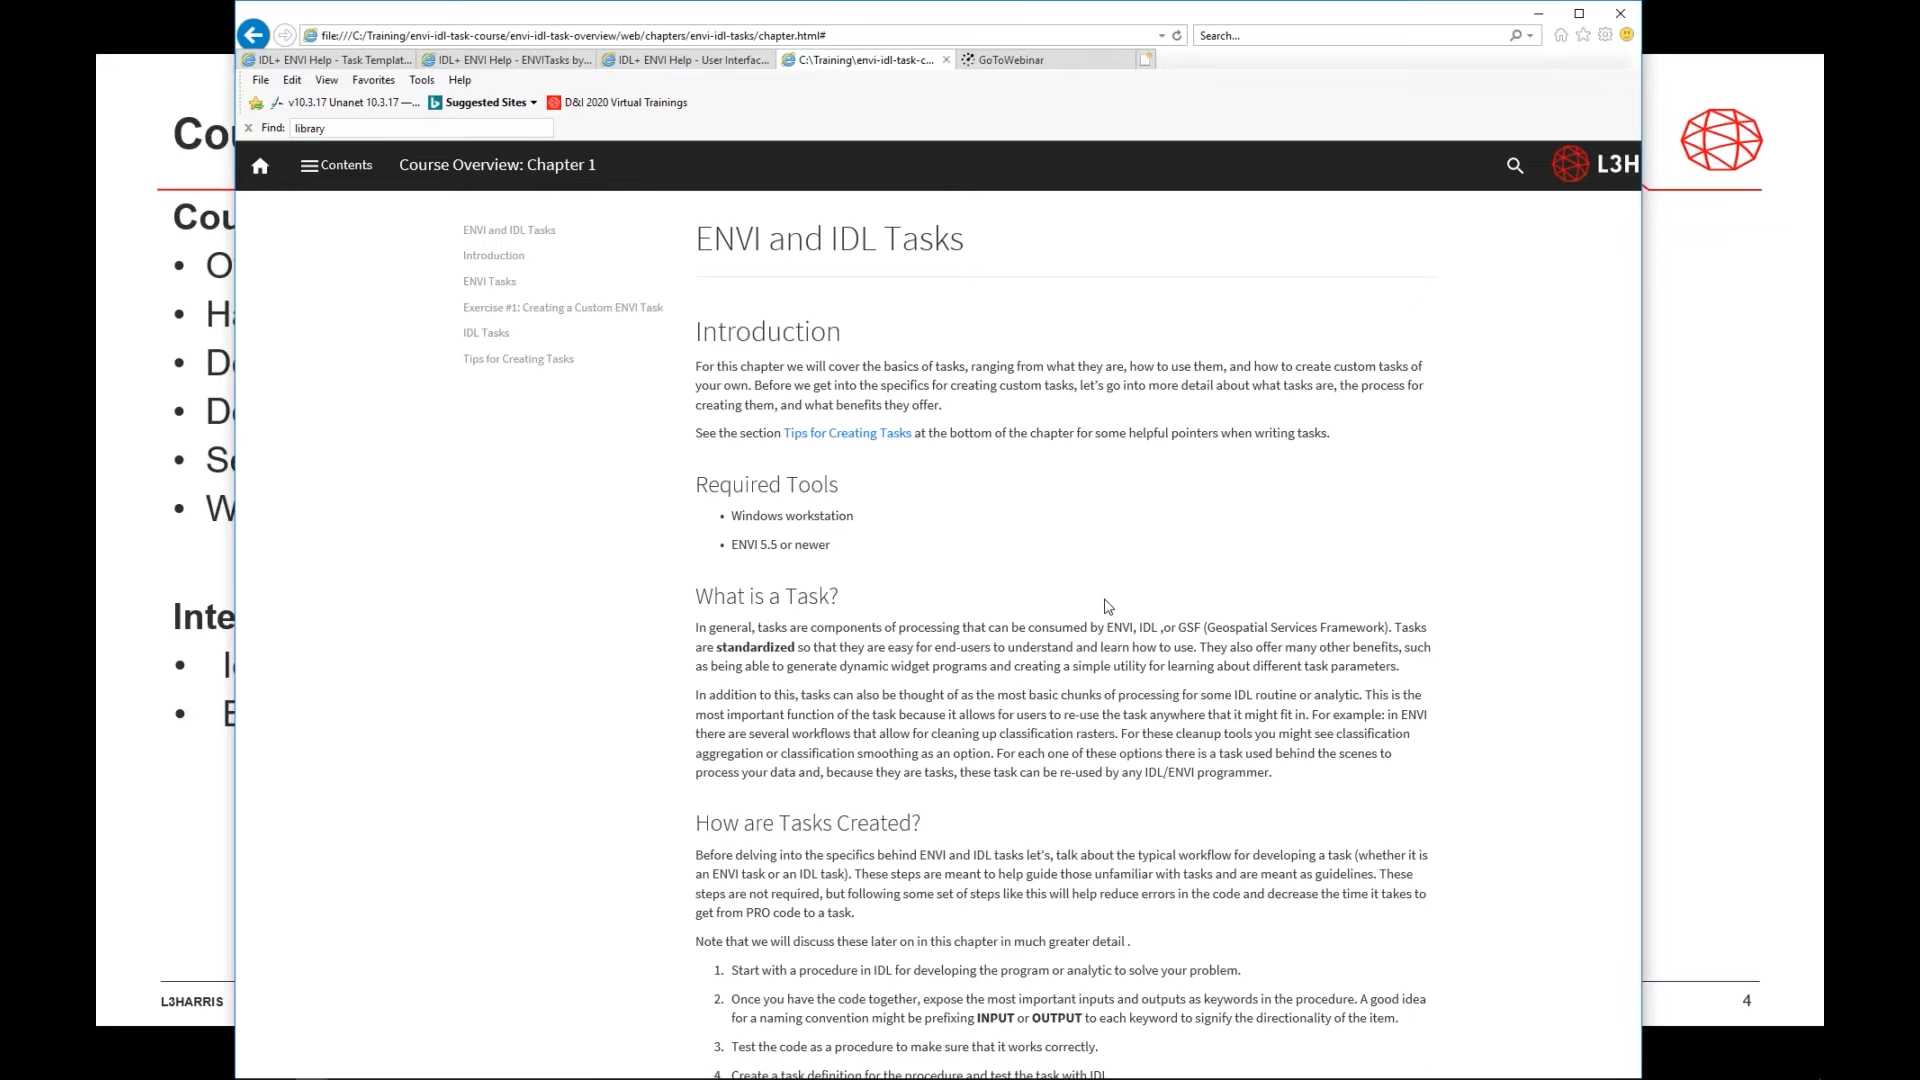 file:///C:/Training/envi-idl-task-course/envi-idl-task-overview/web/chapters/envi-idl-tasks/chapter.html#
Search...
IDL+ ENVI Help - Task Templat...
IDL+ ENVI Help - ENVITasks by...
IDL+ ENVI Help - User Interfac...
C:\Training\envi-idl-task-c...
GoToWebinar
File Edit View Favorites Tools Help
v10.3.17 Unanet 10.3.17 —...
Suggested Sites
D&I 2020 Virtual Trainings
Find: library
Contents
Course Overview: Chapter 1
L3H
Cou
Cou
• O
• Ha
• De
• De
• Se
• W
Inte
•
• E
ENVI and IDL Tasks
Introduction
ENVI Tasks
Exercise #1: Creating a Custom ENVI Task
IDL Tasks
Tips for Creating Tasks
ENVI and IDL Tasks
Introduction
For this chapter we will cover the basics of tasks, ranging from what they are, how to use them, and how to create custom tasks of
your own. Before we get into the specifics for creating custom tasks, let's go into more detail about what tasks are, the process for
creating them, and what benefits they offer.
See the section Tips for Creating Tasks at the bottom of the chapter for some helpful pointers when writing tasks.
Required Tools
• Windows workstation
• ENVI 5.5 or newer
What is a Task?
In general, tasks are components of processing that can be consumed by ENVI, IDL ,or GSF (Geospatial Services Framework). Tasks
are standardized so that they are easy for end-users to understand and learn how to use. They also offer many other benefits, such
as being able to generate dynamic widget programs and creating a simple utility for learning about different task parameters.
In addition to this, tasks can also be thought of as the most basic chunks of processing for some IDL routine or analytic. This is the
most important function of the task because it allows for users to re-use the task anywhere that it might fit in. For example: in ENVI
there are several workflows that allow for cleaning up classification rasters. For these cleanup tools you might see classification
aggregation or classification smoothing as an option. For each one of these options there is a task used behind the scenes to
process your data and, because they are tasks, these task can be re-used by any IDL/ENVI programmer.
How are Tasks Created?
Before delving into the specifics behind ENVI and IDL tasks let's, talk about the typical workflow for developing a task (whether it is
an ENVI task or an IDL task). These steps are meant to help guide those unfamiliar with tasks and are meant as guidelines. These
steps are not required, but following some set of steps like this will help reduce errors in the code and decrease the time it takes to
get from PRO code to a task.
Note that we will discuss these later on in this chapter in much greater detail .
1. Start with a procedure in IDL for developing the program or analytic to solve your problem.
2. Once you have the code together, expose the most important inputs and outputs as keywords in the procedure. A good idea
for a naming convention might be prefixing INPUT or OUTPUT to each keyword to signify the directionality of the item.
3. Test the code as a procedure to make sure that it works correctly.
4. Create a task definition for the procedure and test the task with IDL
L3HARRIS
4